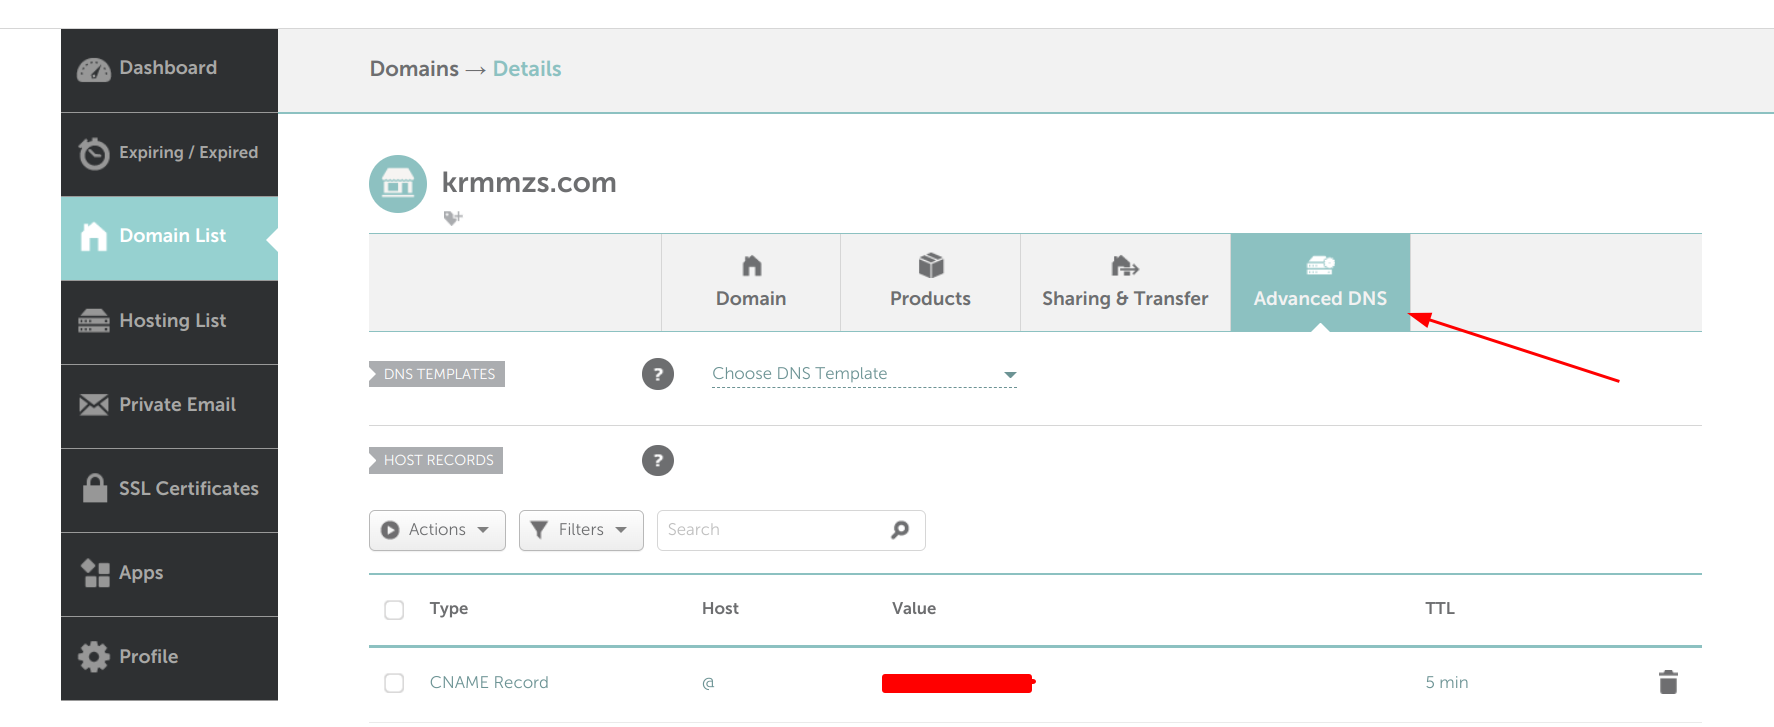 Dashboard
Expiring / Expired
Domain List
Hosting List
Private Email
SSL Certificates
Apps
Profile
Domains → Details
krmmzs.com
Domain
Products
Sharing & Transfer
Advanced DNS
DNS TEMPLATES ? Choose DNS Template
HOST RECORDS ?
Actions Filters Search
Type Host Value TTL
CNAME Record @ 5 min